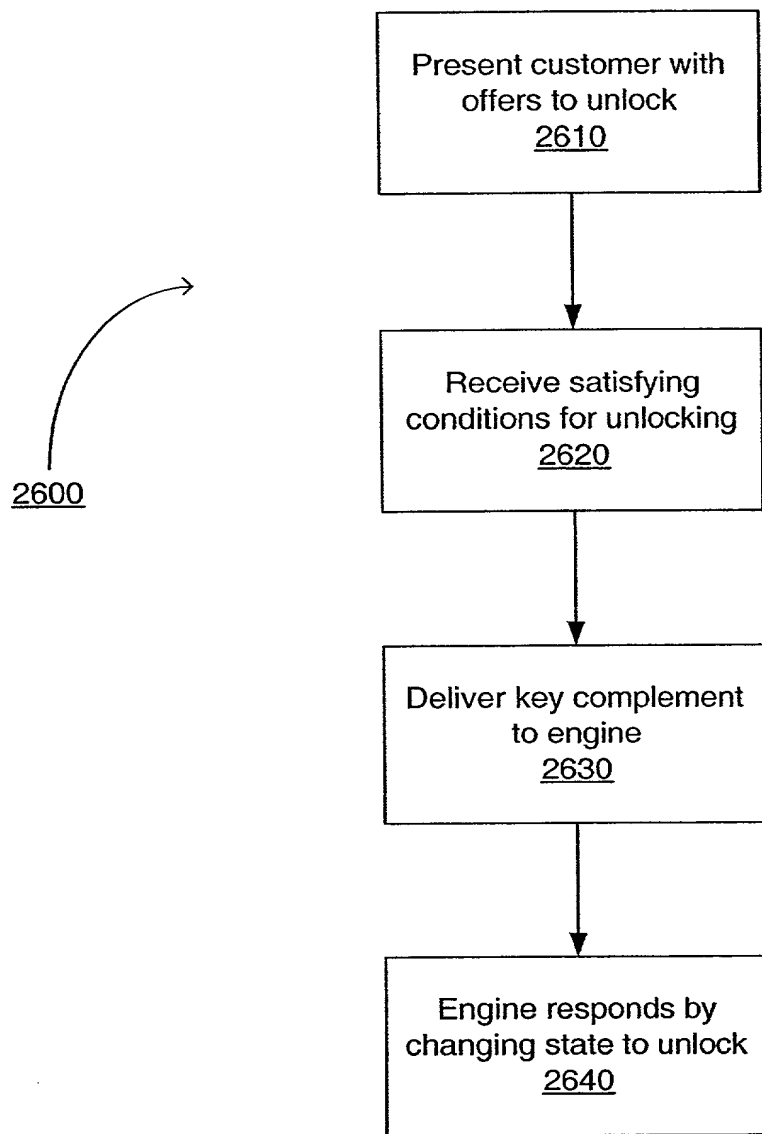 Present customer with
offers to unlock
2610
Receive satisfying
conditions for unlocking
2620
2600
Deliver key complement
to engine
2630
Engine responds by
changing state to unlock
2640